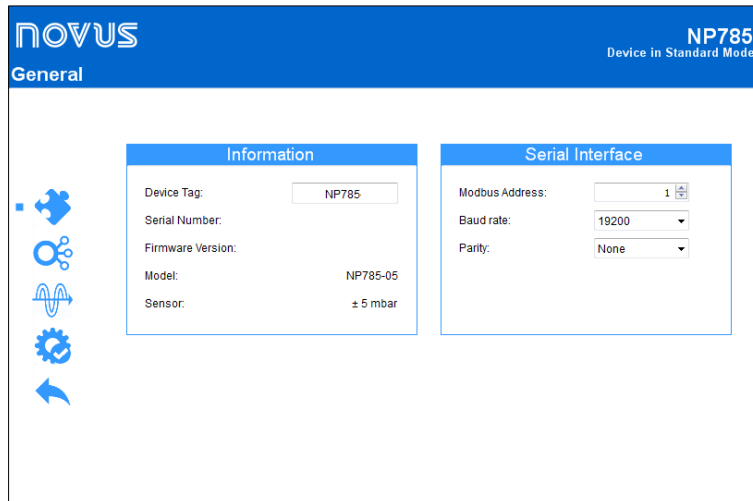 novus
NP785
Device in Standard Mode
General
Information
Device Tag: NP785
Serial Number:
Firmware Version:
Model: NP785-05
Sensor: ± 5 mbar
Serial Interface
Modbus Address: 1
Baud rate: 19200
Parity: None